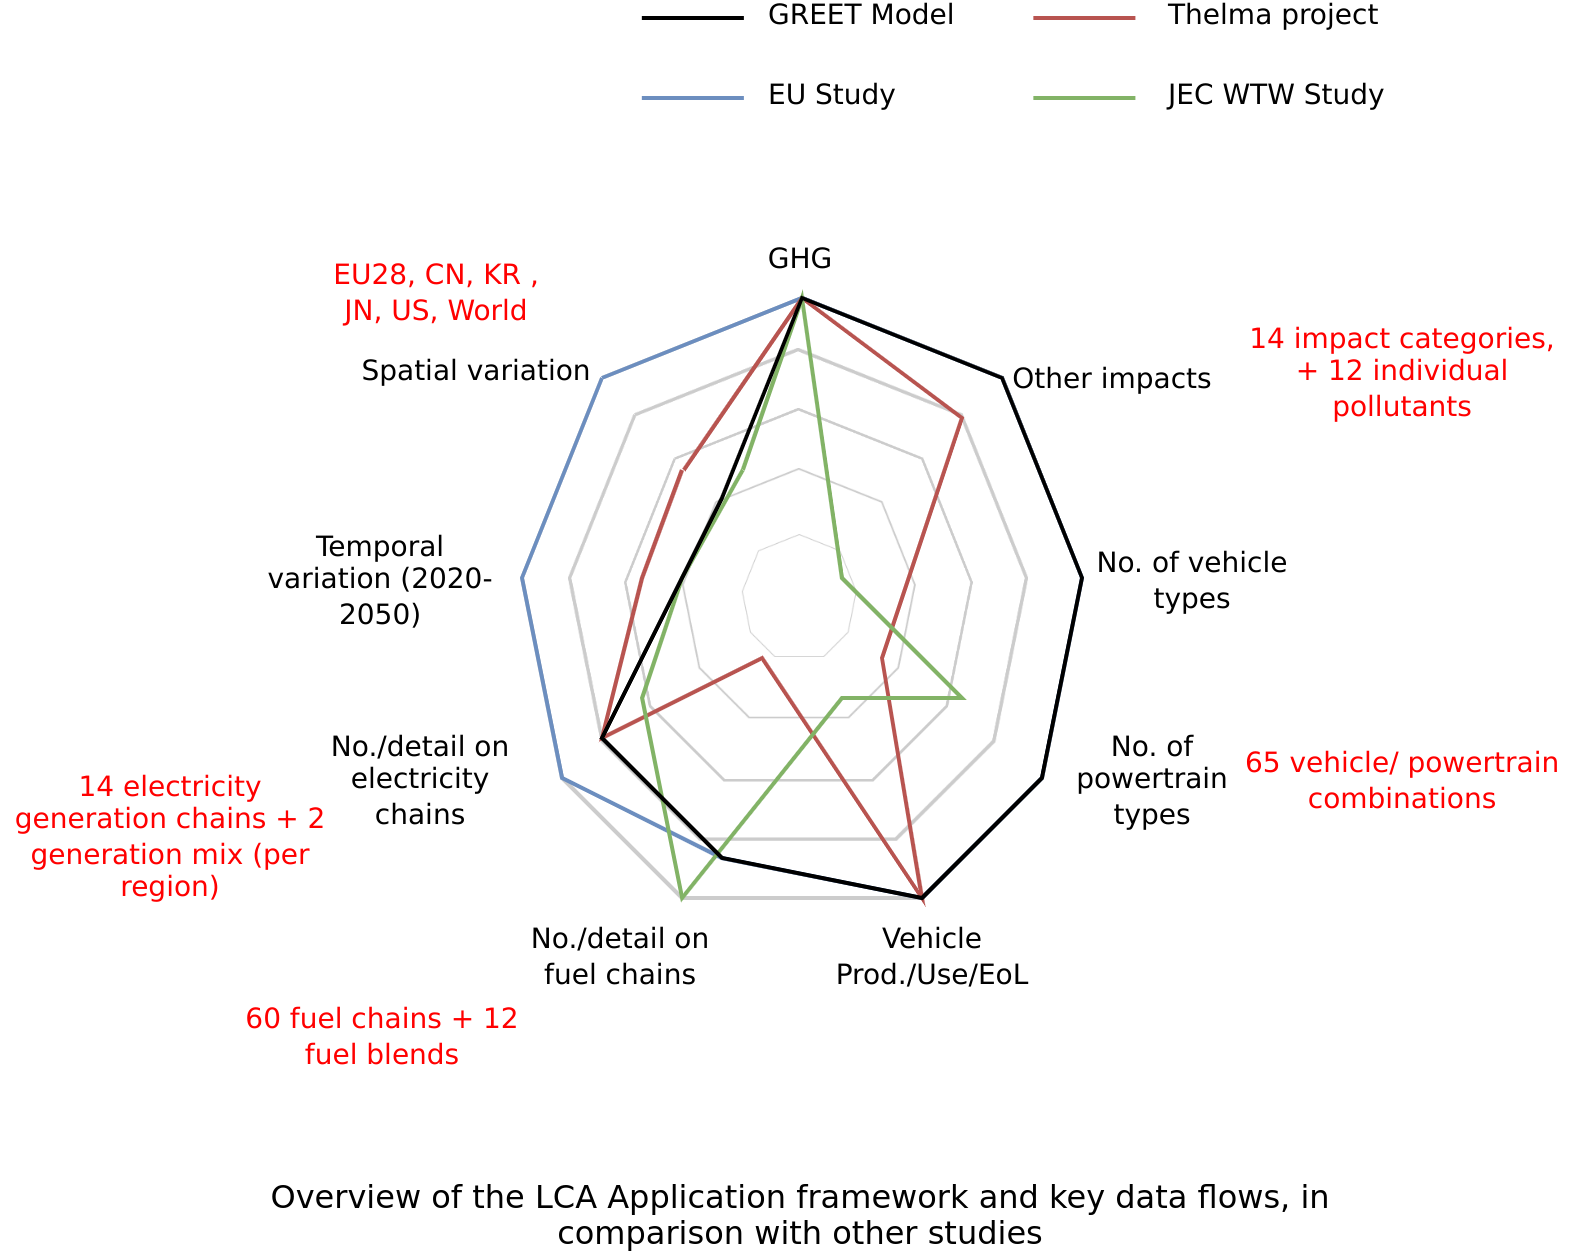 GREET Model
Thelma project
EU Study
JEC WTW Study
GHG
EU28, CN, KR ,
JN, US, World
14 impact categories,
+ 12 individual
pollutants
Spatial variation
Other impacts
Temporal
variation (2020-
2050)
No. of vehicle
types
No./detail on
electricity
chains
No. of
powertrain
types
65 vehicle/ powertrain
combinations
14 electricity
generation chains + 2
generation mix (per
region)
No./detail on
fuel chains
Vehicle
Prod./Use/EoL
60 fuel chains + 12
fuel blends
Overview of the LCA Application framework and key data flows, in
comparison with other studies